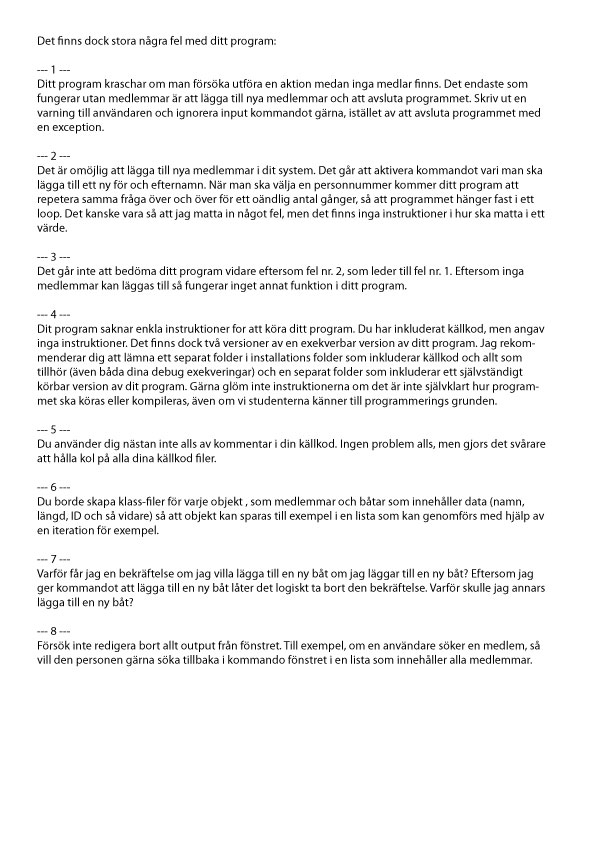 Det finns dock stora några fel med ditt program:
--- 1 ---
Ditt program kraschar om man försöka utföra en aktion medan inga medlar finns. Det endaste som
fungerar utan medlemmar är att lägga till nya medlemmar och att avsluta programmet. Skriv ut en
varning till användaren och ignorera input kommandot gärna, istället av att avsluta programmet med
en exception.
--- 2 ---
Det är omöjlig att lägga till nya medlemmar i dit system. Det går att aktivera kommandot vari man ska
lägga till ett ny för och efternamn. När man ska välja en personnummer kommer ditt program att
repetera samma fråga över och över för ett oändlig antal gånger, så att programmet hänger fast i ett
loop. Det kanske vara så att jag matta in något fel, men det finns inga instruktioner i hur ska matta i ett
värde.
--- 3 ---
Det går inte att bedöma ditt program vidare eftersom fel nr. 2, som leder till fel nr. 1. Eftersom inga
medlemmar kan läggas till så fungerar inget annat funktion i ditt program.
--- 4 ---
Dit program saknar enkla instruktioner for att köra ditt program. Du har inkluderat källkod, men angav
inga instruktioner. Det finns dock två versioner av en exekverbar version av ditt program. Jag rekom-
menderar dig att lämna ett separat folder i installations folder som inkluderar källkod och allt som
tillhör (även båda dina debug exekveringar) och en separat folder som inkluderar ett självständigt
körbar version av dit program. Gärna glöm inte instruktionerna om det är inte självklart hur program-
met ska köras eller kompileras, även om vi studenterna känner till programmerings grunden.
--- 5 ---
Du använder dig nästan inte alls av kommentar i din källkod. Ingen problem alls, men gjors det svårare
att hålla kol på alla dina källkod filer.
--- 6 ---
Du borde skapa klass-filer för varje objekt , som medlemmar och båtar som innehåller data (namn,
längd, ID och så vidare) så att objekt kan sparas till exempel i en lista som kan genomförs med hjälp av
en iteration för exempel.
--- 7 ---
Varför får jag en bekräftelse om jag villa lägga till en ny båt om jag läggar till en ny båt? Eftersom jag
ger kommandot att lägga till en ny båt låter det logiskt ta bort den bekräftelse. Varför skulle jag annars
lägga till en ny båt?
--- 8 ---
Försök inte redigera bort allt output från fönstret. Till exempel, om en användare söker en medlem, så
vill den personen gärna söka tillbaka i kommando fönstret i en lista som innehåller alla medlemmar.